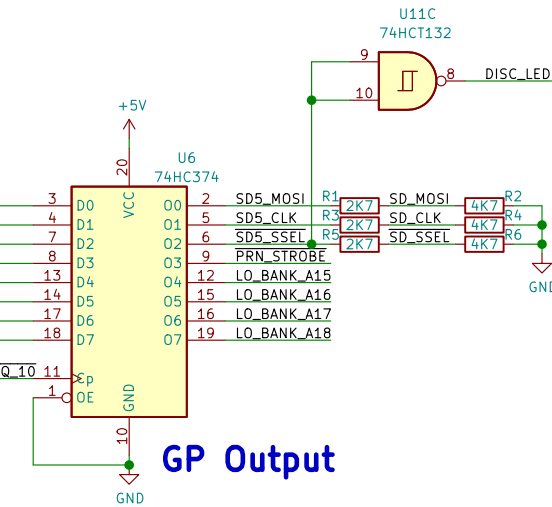 U11C
74HCT132
9
8
DISC_LED
10
+5V
20
U6
74HC374
VCC
3 D0 O0 2 SD5_MOSI R1 2K7 SD_MOSI 4K7 R2
4 D1 O1 5 SD5_CLK R3 2K7 SD_CLK 4K7 R4
7 D2 O2 6 SD5_SSEL R5 2K7 SD_SSEL 4K7 R6
8 D3 O3 9 PRN_STROBE
13 D4 O4 12 LO_BANK_A15
14 D5 O5 15 LO_BANK_A16
17 D6 O6 16 LO_BANK_A17
18 D7 O7 19 LO_BANK_A18
GND
Q_10 11 Cp
1 OE
GND
10
GP Output
GND